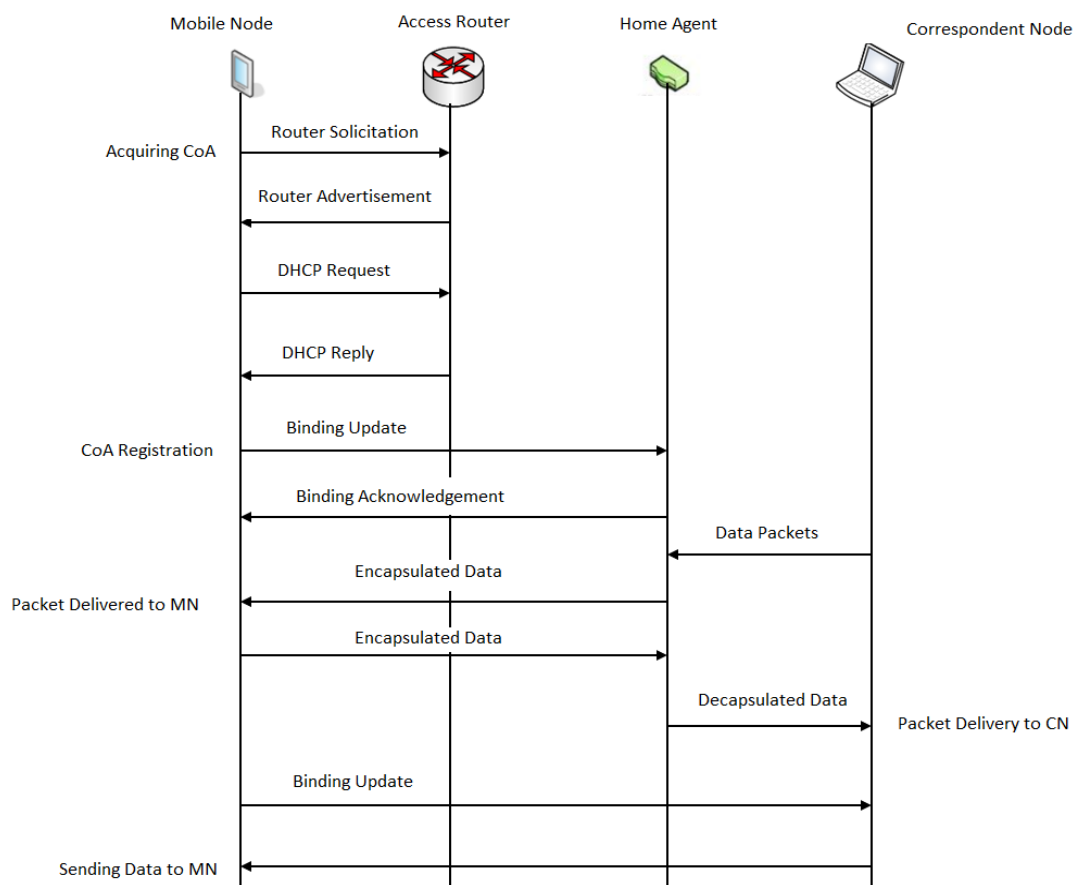 Mobile Node
Access Router
Home Agent
Correspondent Node
Router Solicitation
Acquiring CoA
Router Advertisement
DHCP Request
DHCP Reply
Binding Update
CoA Registration
Binding Acknowledgement
Data Packets
Encapsulated Data
Packet Delivered to MN
Encapsulated Data
Decapsulated Data
Packet Delivery to CN
Binding Update
Sending Data to MN